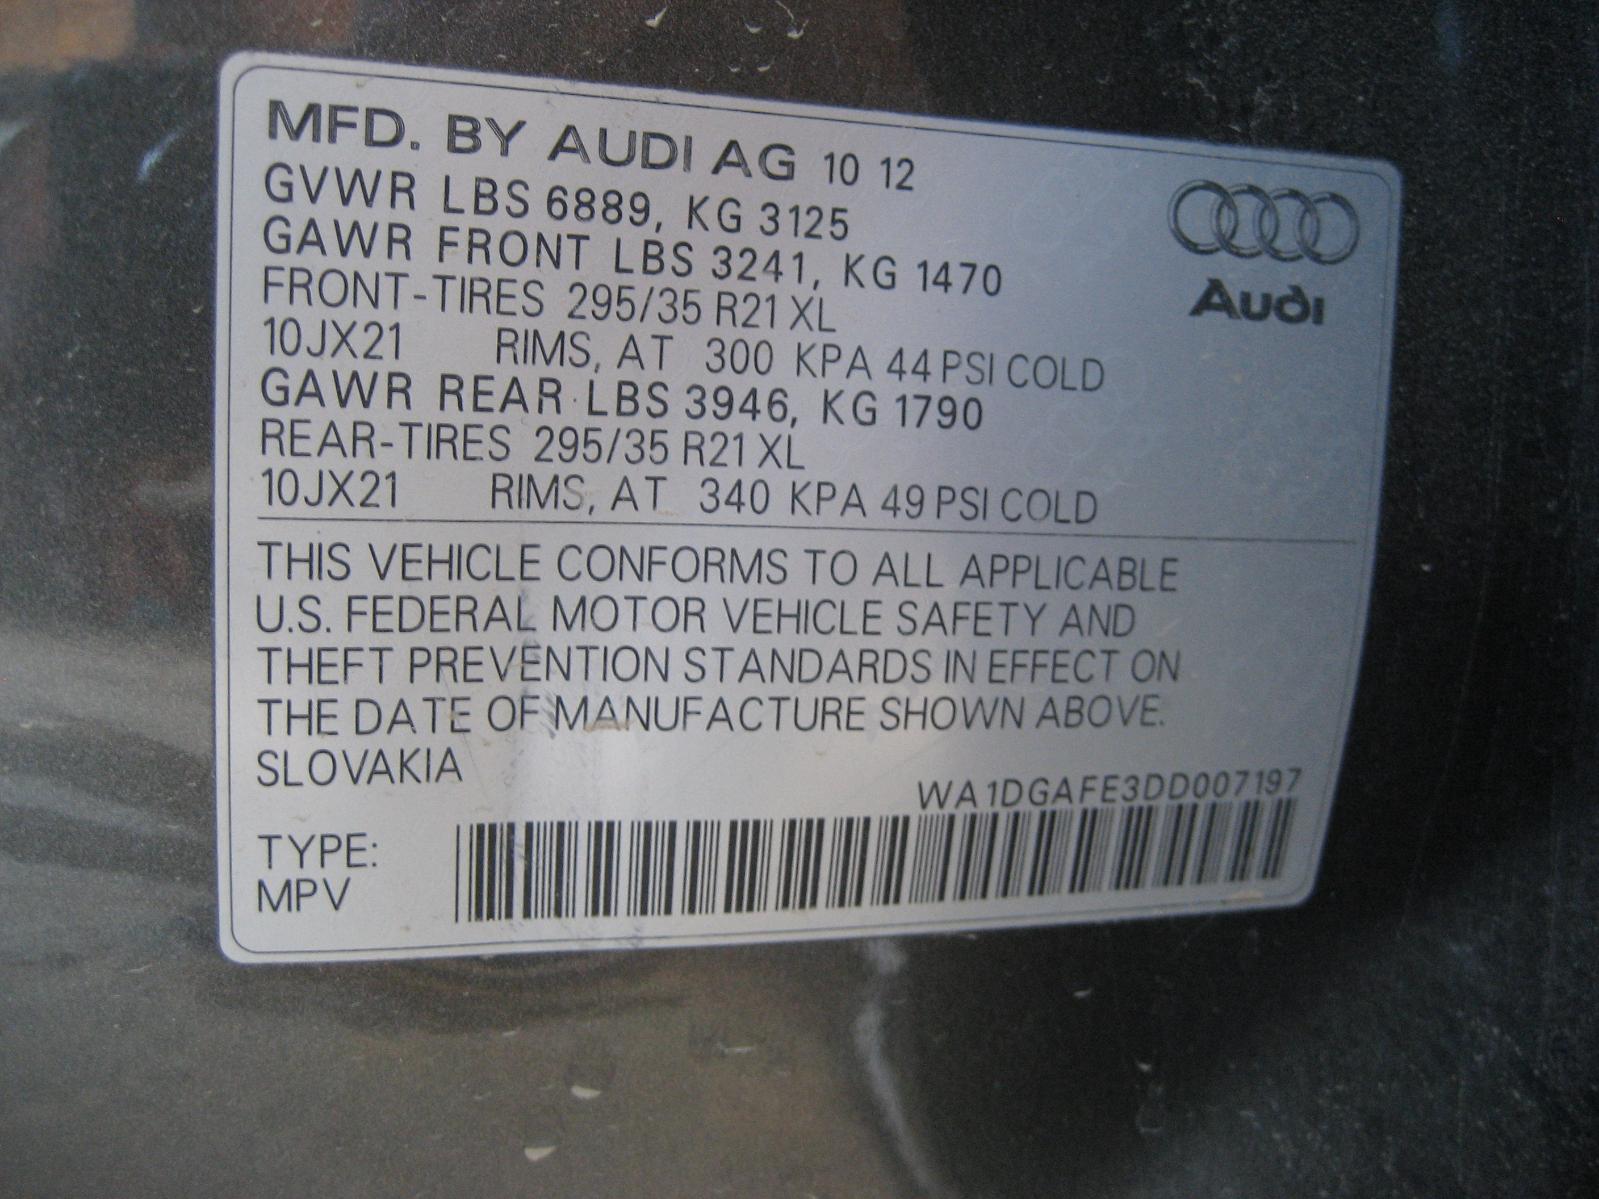 MFD. BY AUDI AG 10 12
GVWR LBS 6889, KG 3125
GAWR FRONT LBS 3241, KG 1470
FRONT-TIRES 295/35 R21 XL
10JX21 RIMS, AT 300 KPA 44 PSI COLD
GAWR REAR LBS 3946, KG 1790
REAR-TIRES 295/35 R21 XL
10JX21 RIMS, AT 340 KPA 49 PSI COLD
Audi
THIS VEHICLE CONFORMS TO ALL APPLICABLE
U.S. FEDERAL MOTOR VEHICLE SAFETY AND
THEFT PREVENTION STANDARDS IN EFFECT ON
THE DATE OF MANUFACTURE SHOWN ABOVE.
SLOVAKIA
WA1DGAFE3DD007197
TYPE:
MPV